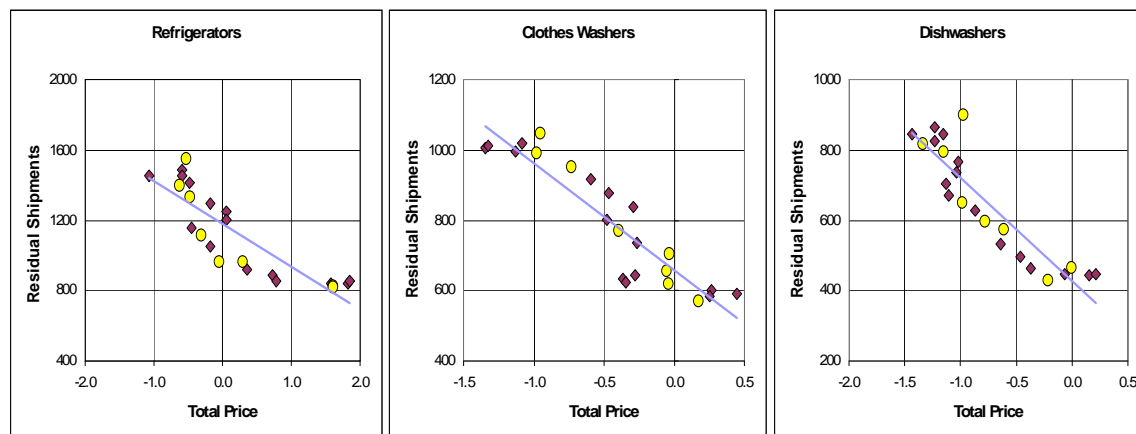 Refrigerators
Residual Shipments
2000
1600
1200
800
400
-2.0 -1.0 0.0 1.0 2.0
Total Price
Clothes Washers
Residual Shipments
1200
1000
800
600
400
-1.5 -1.0 -0.5 0.0 0.5
Total Price
Dishwashers
Residual Shipments
1000
800
600
400
200
-2.0 -1.5 -1.0 -0.5 0.0 0.5
Total Price